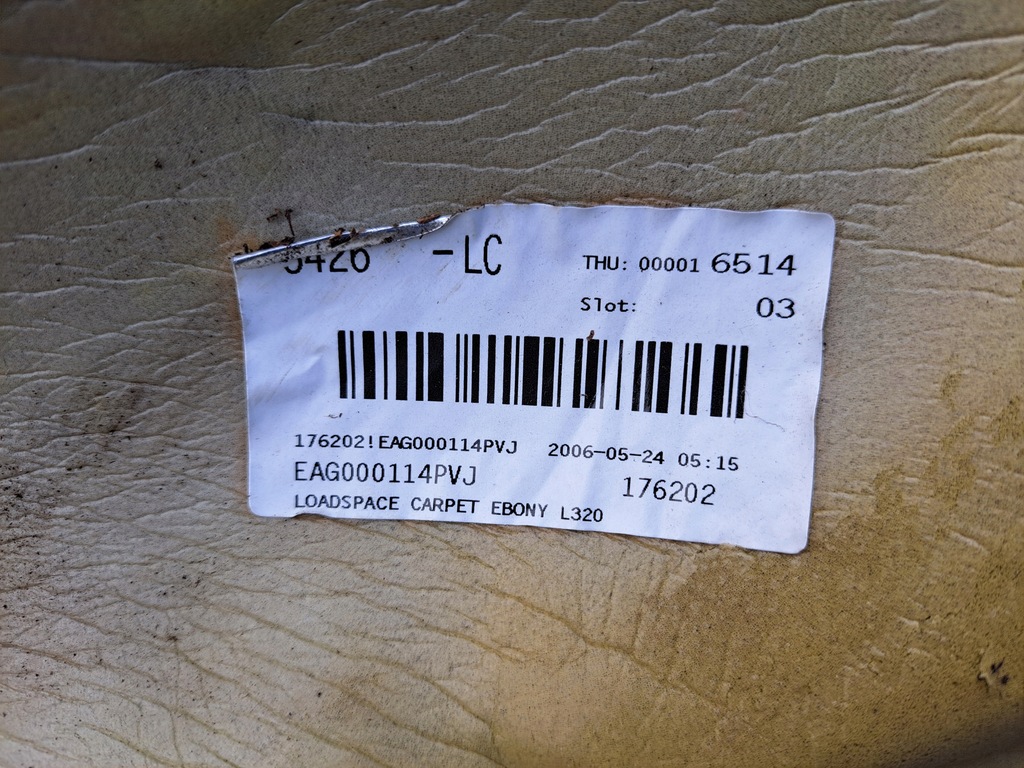 5426 -LC THU: 00001 6514
Slot: 03
176202!EAG000114PVJ 2006-05-24 05:15
EAG000114PVJ 176202
LOADSPACE CARPET EBONY L320